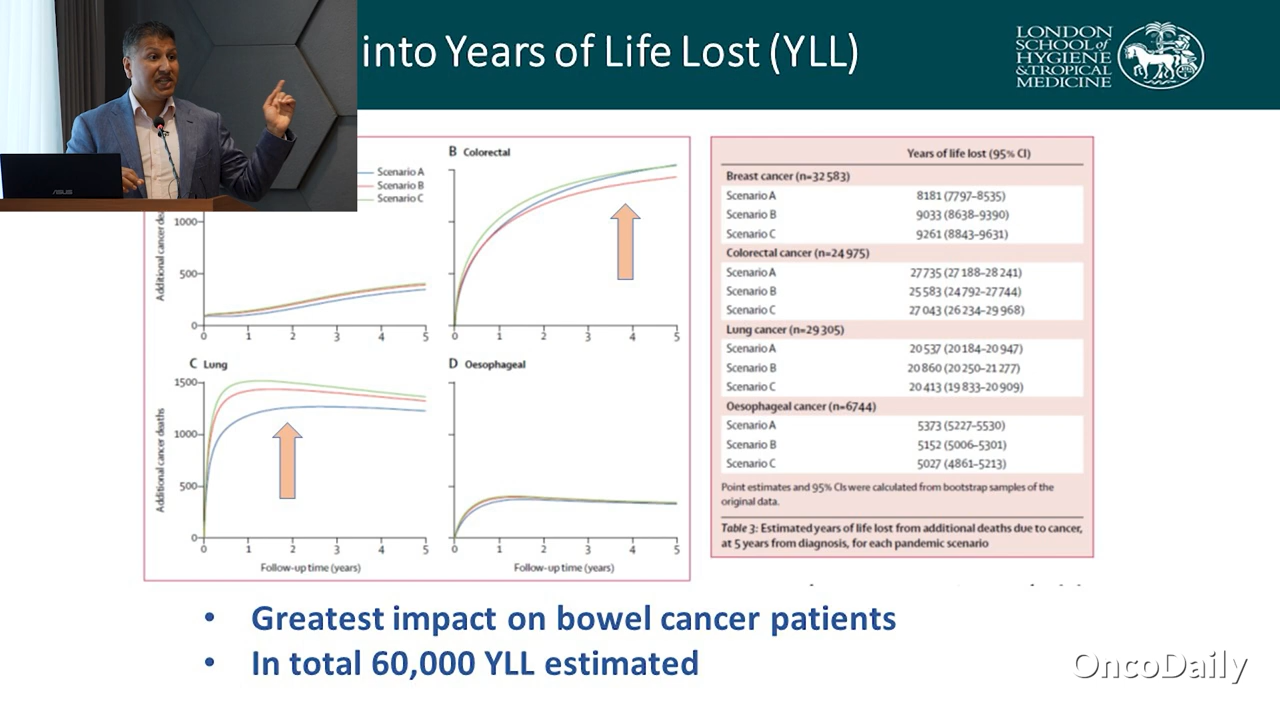 into Years of Life Lost (YLL)
LONDON
SCHOOL of
HYGIENE
& TROPICAL
MEDICINE
ASUS
Scenario A
Scenario B
Scenario C
Additional cancer
1000
500
0
0 1 2 3 4 5
B Colorectal
0 1 2 3 4 5
C Lung
1500
1000
500
0
Additional cancer deaths
0 1 2 3 4 5
Follow-up time (years)
D Oesophageal
0 1 2 3 4 5
Follow-up time (years)
Years of life lost (95% CI)
Breast cancer (n=32 583)
Scenario A 8181 (7797–8535)
Scenario B 9033 (8638–9390)
Scenario C 9261 (8843–9631)
Colorectal cancer (n=24 975)
Scenario A 27 735 (27 188–28 241)
Scenario B 25 583 (24 792–27 744)
Scenario C 27 043 (26 234–29 968)
Lung cancer (n=29 305)
Scenario A 20 537 (20 184–20 947)
Scenario B 20 860 (20 250–21 277)
Scenario C 20 413 (19 833–20 909)
Oesophageal cancer (n=6744)
Scenario A 5373 (5227–5530)
Scenario B 5152 (5006–5301)
Scenario C 5027 (4861–5213)
Point estimates and 95% CIs were calculated from bootstrap samples of the
original data.
Table 3: Estimated years of life lost from additional deaths due to cancer,
at 5 years from diagnosis, for each pandemic scenario
• Greatest impact on bowel cancer patients
• In total 60,000 YLL estimated
OncoDaily